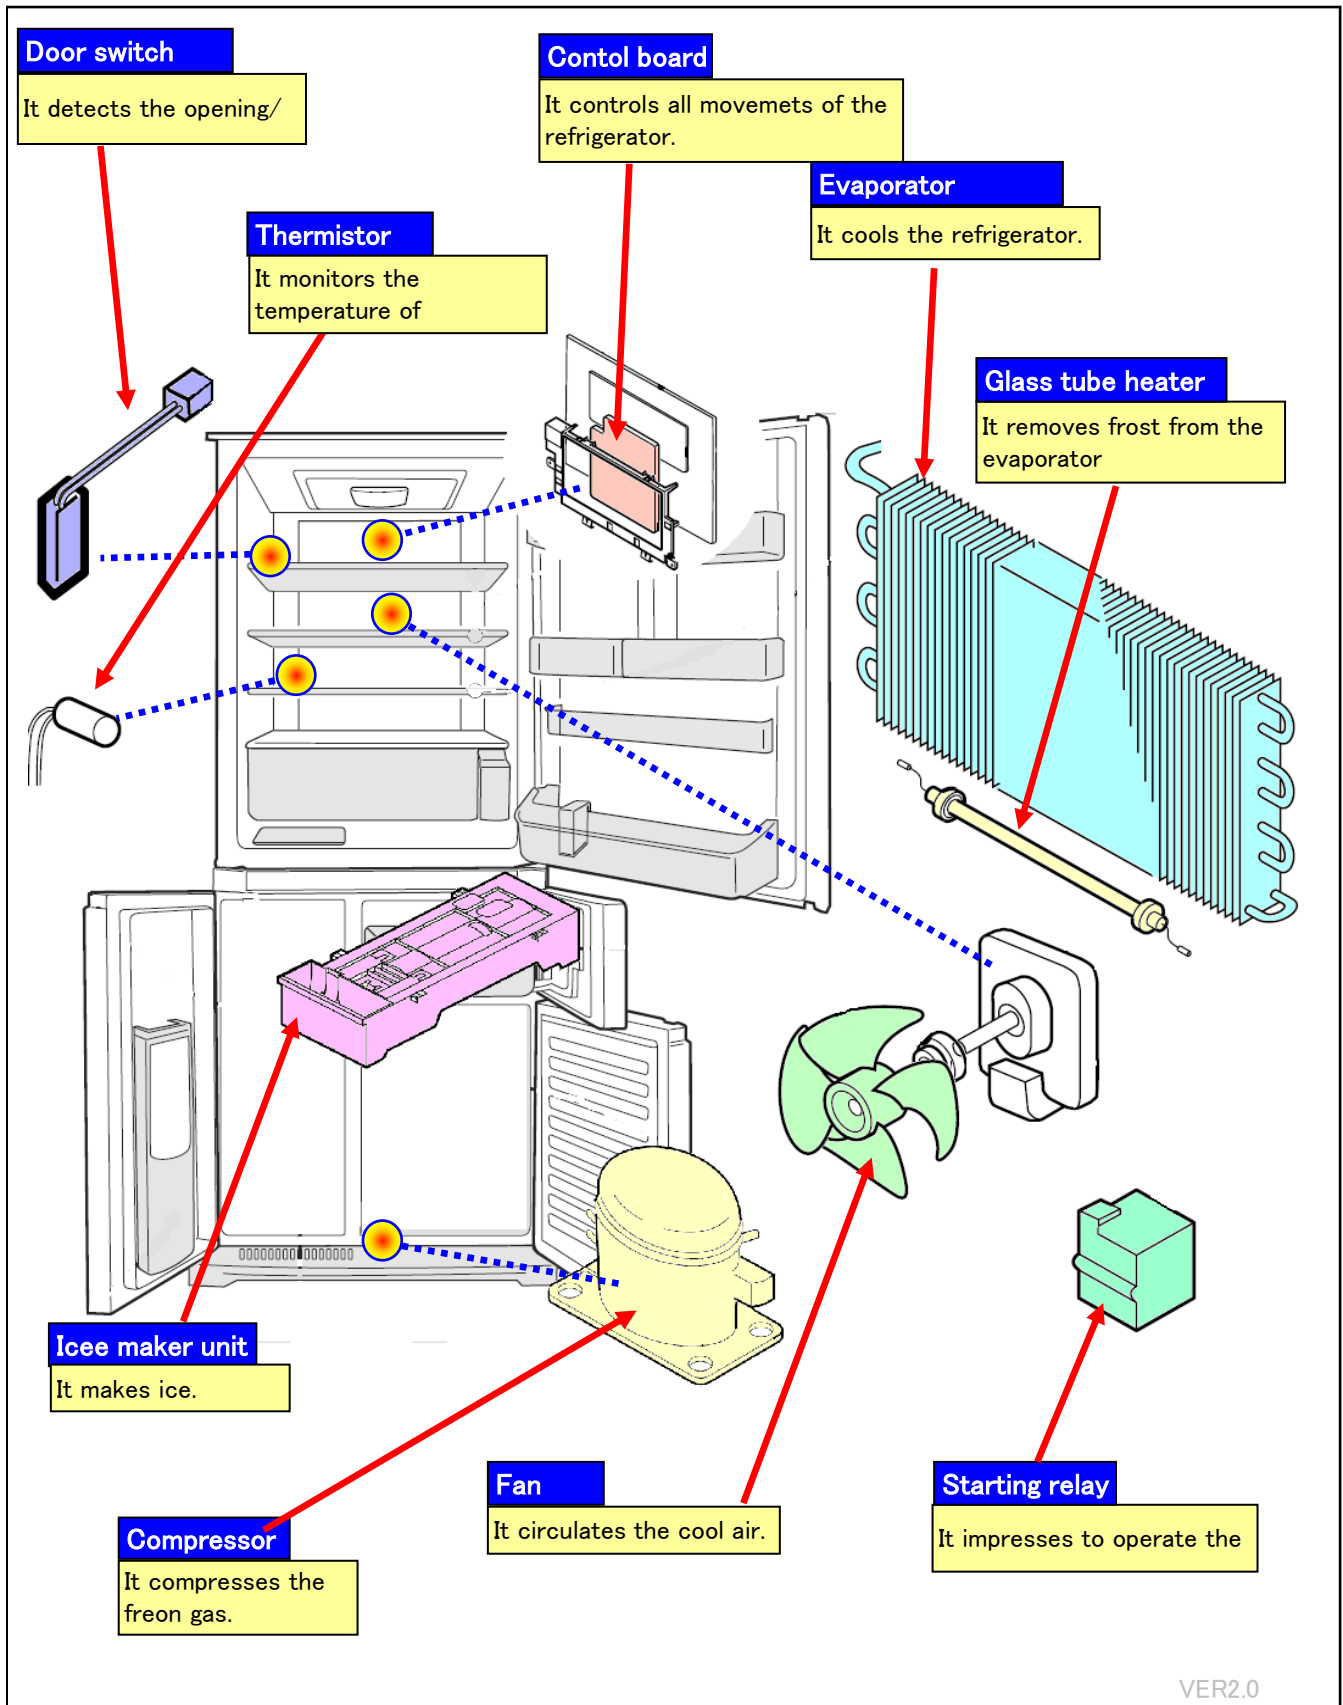 Door switch
It detects the opening/
Contol board
It controls all movemets of the
refrigerator.
Evaporator
It cools the refrigerator.
Thermistor
It monitors the
temperature of
Glass tube heater
It removes frost from the
evaporator
Icee maker unit
It makes ice.
Fan
It circulates the cool air.
Starting relay
It impresses to operate the
Compressor
It compresses the
freon gas.
VER2.0